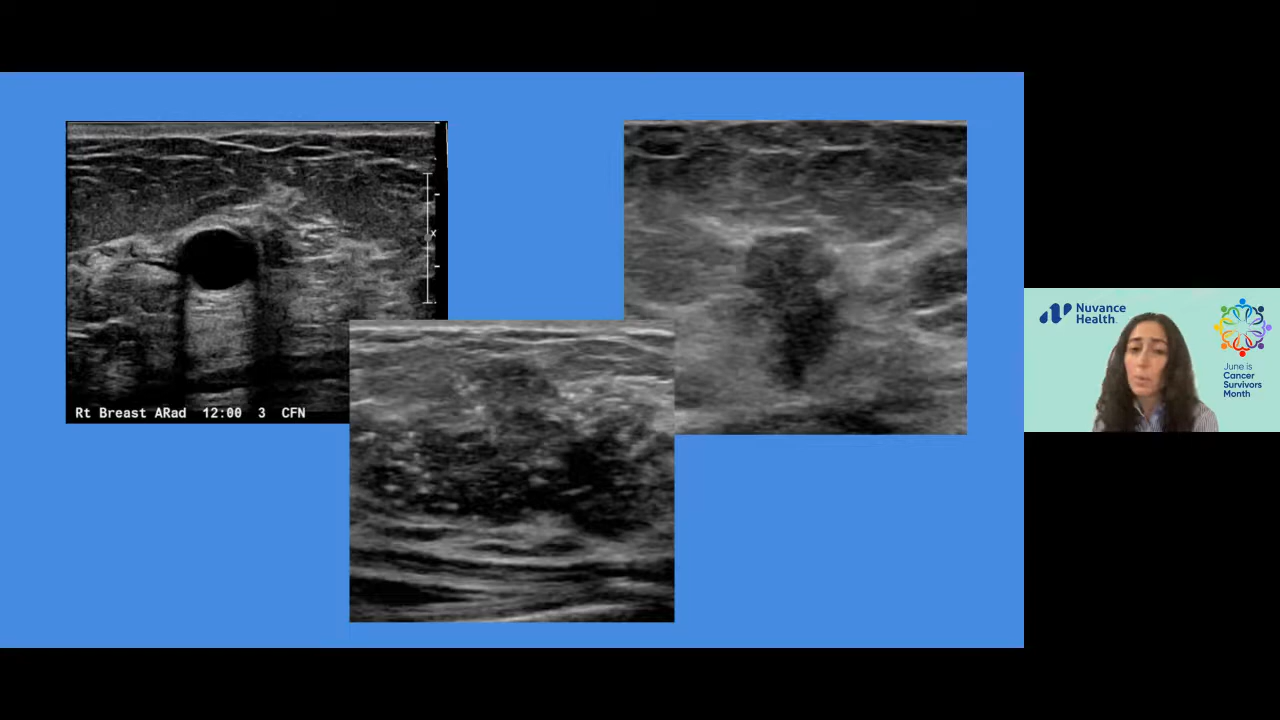 Rt Breast ARad 12:00 3 CFN
x
Nuvance
Health
June is
Cancer
Survivors
Month